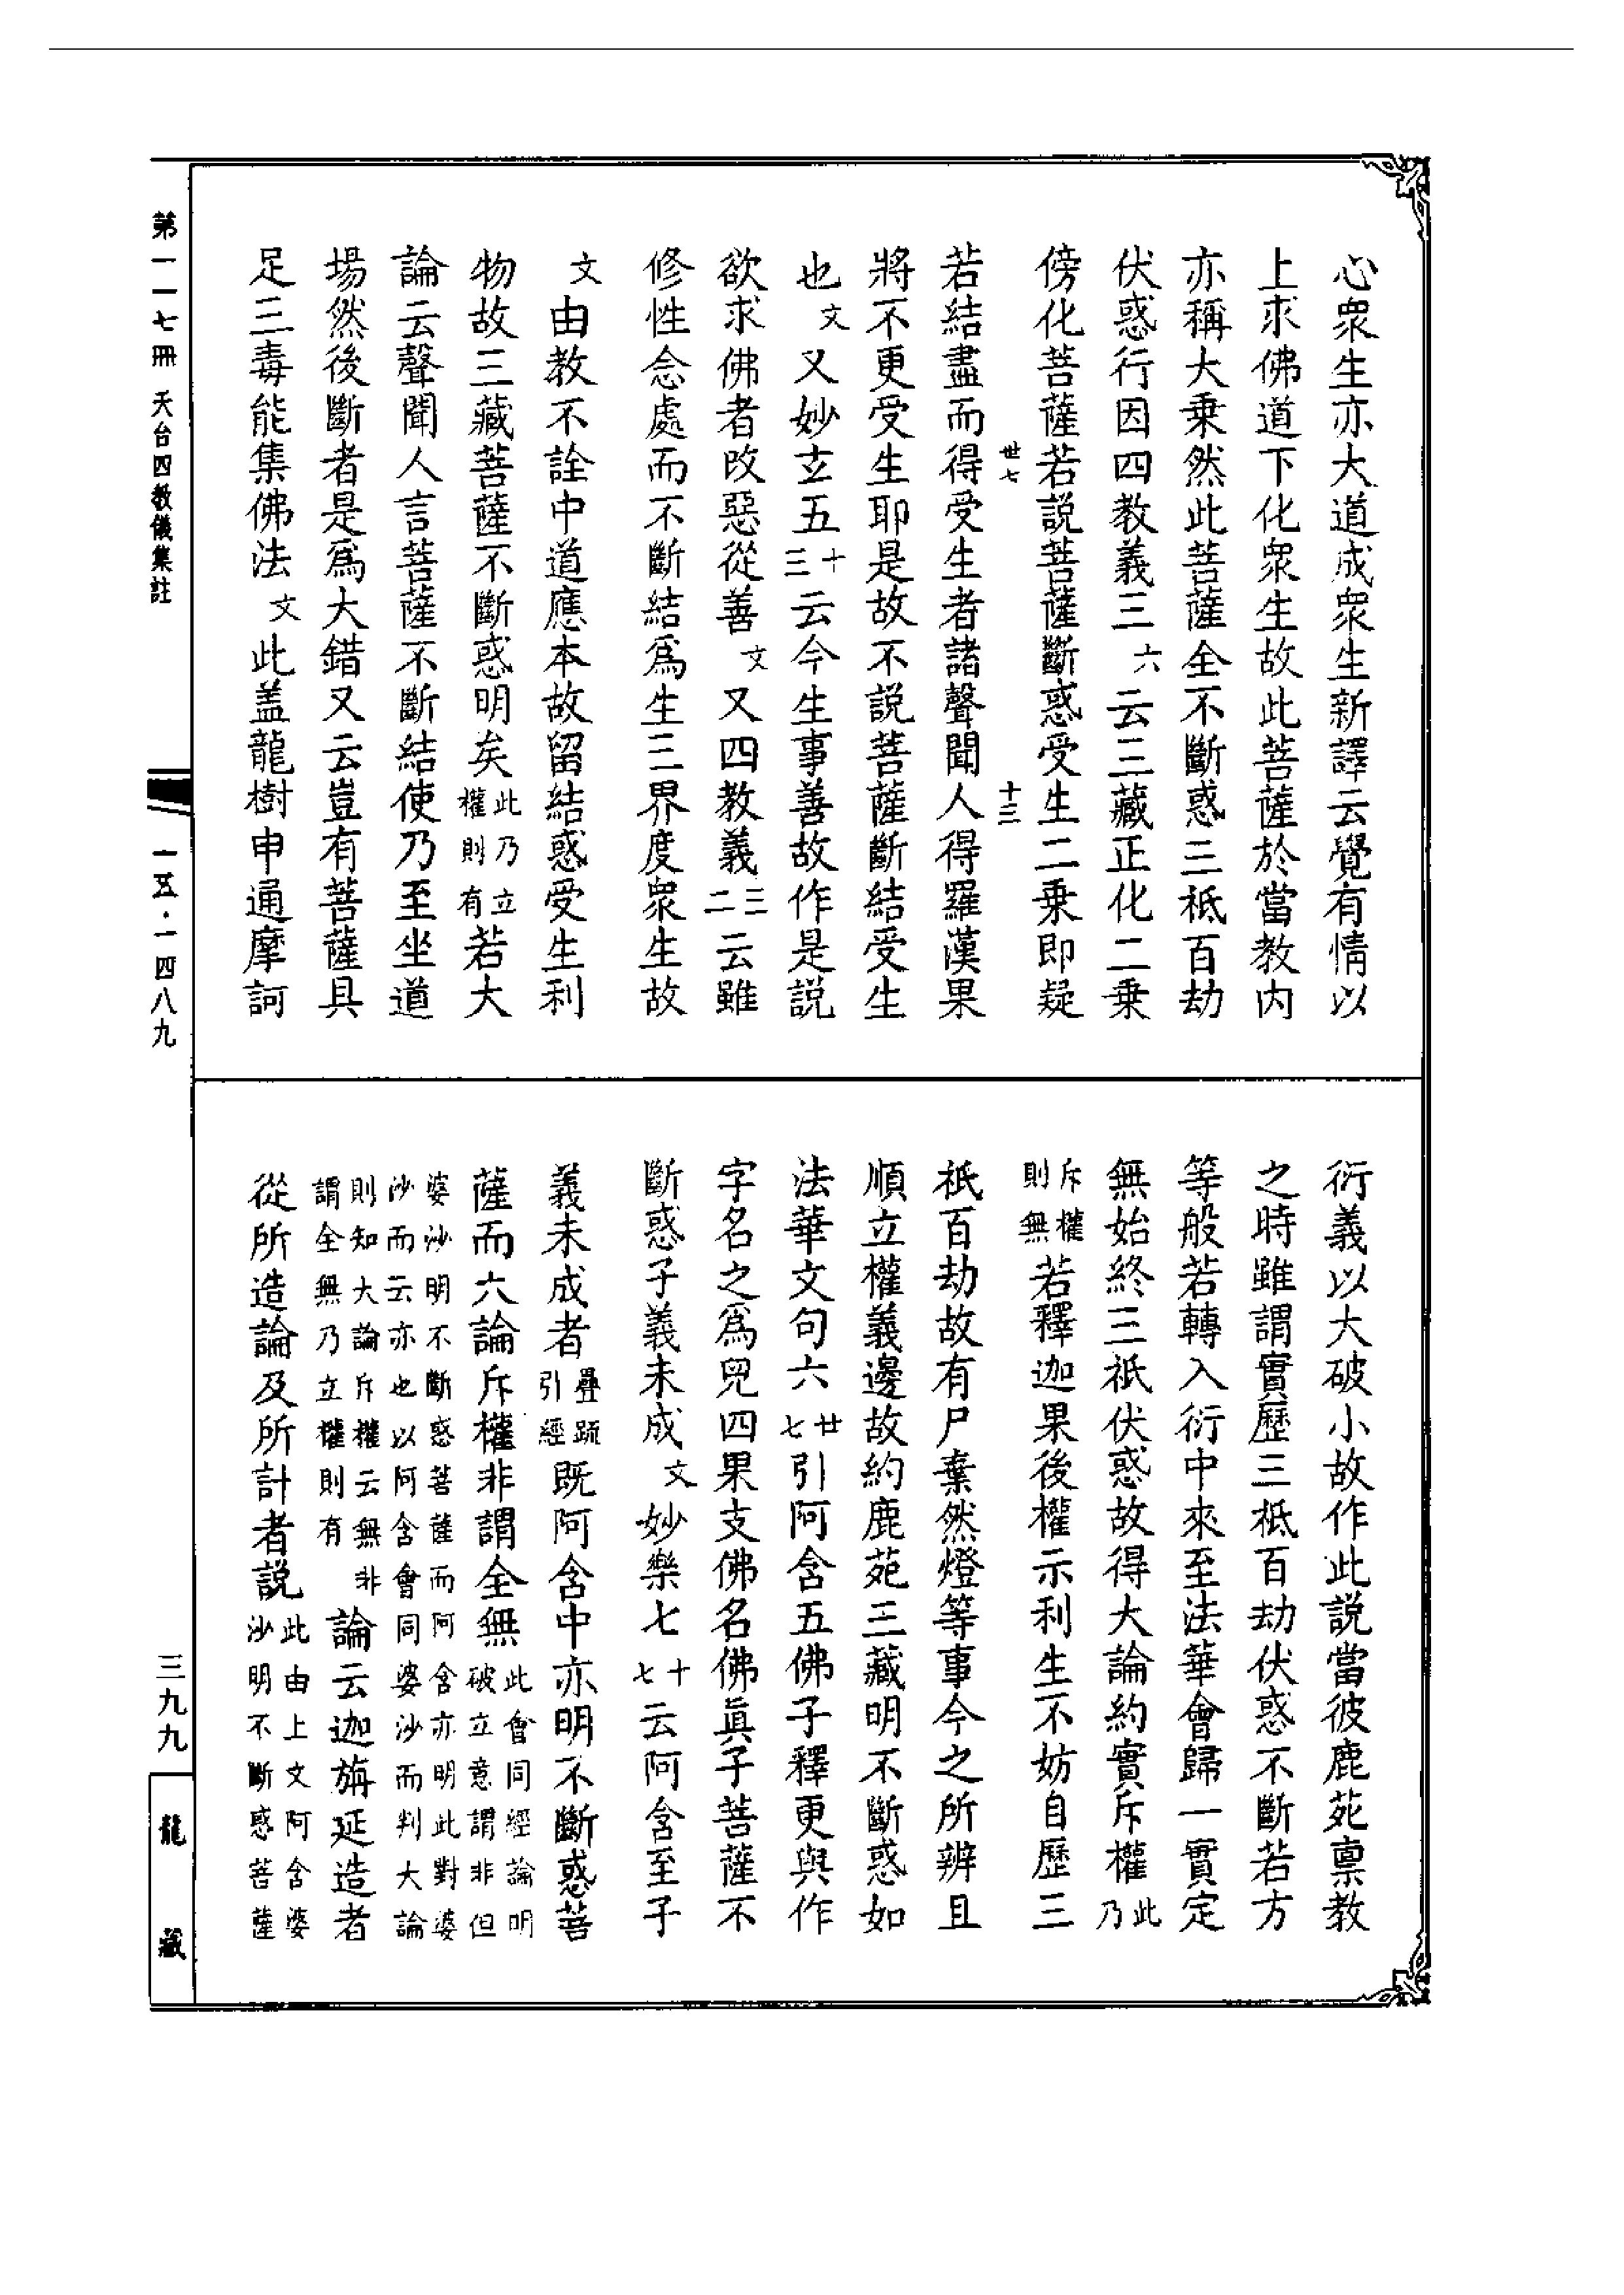 心衆生亦大道成衆生新譯云覺有情以
上求佛道下化衆生故此菩薩於當教內
亦稱大乗然此菩薩全不斷惑三祇百劫
伏惑行因四教義三六云三藏正化二乗
傍化菩薩若説菩薩斷惑受生二乗即疑
世七
十三
若結盡而得受生者諸聲聞人得羅漢果
將不更受生耶是故不説菩薩斷結受生
也文又妙玄五十三云今生事善故作是説
欲求佛者改惡從善文又四教義三二云雖
修性念處而不斷結爲生三界度衆生故
文由教不詮中道應本故留結惑受生利
物故三藏菩薩不斷惑明矣此乃立權則有若大
論云聲聞人言菩薩不斷結使乃至坐道
場然後斷者是爲大錯又云豈有菩薩具
足三毒能集佛法文此盖龍樹申通摩訶
衍義以大破小故作此説當彼鹿苑禀教
之時雖謂實歷三祇百劫伏惑不斷若方
等般若轉入衍中來至法華會歸一實定
無始終三祇伏惑故得大論約實斥權此乃
斥權則無若釋迦果後權示利生不妨自歷三
祇百劫故有尸棄然燈等事今之所辨且
順立權義邊故約鹿苑三藏明不斷惑如
法華文句六廿七引阿含五佛子釋更與作
字名之爲兒四果支佛名佛眞子菩薩不
斷惑子義未成文妙樂七十七云阿含至子
義未成者疊疏引經既阿含中亦明不斷惑菩
薩而六論斥權非謂全無此會同經論明破立意謂非但
婆沙明不斷惑菩薩而阿含亦明此對婆沙而云亦也以阿含會同婆沙而判大論
則知大論斥權云無非謂全無乃立權則有論云迦旃延造者
從所造論及所計者説此由上文阿含婆沙明不斷惑菩薩
第一一七冊 天台四教儀集註
一五·一四八九
三九九
龍藏